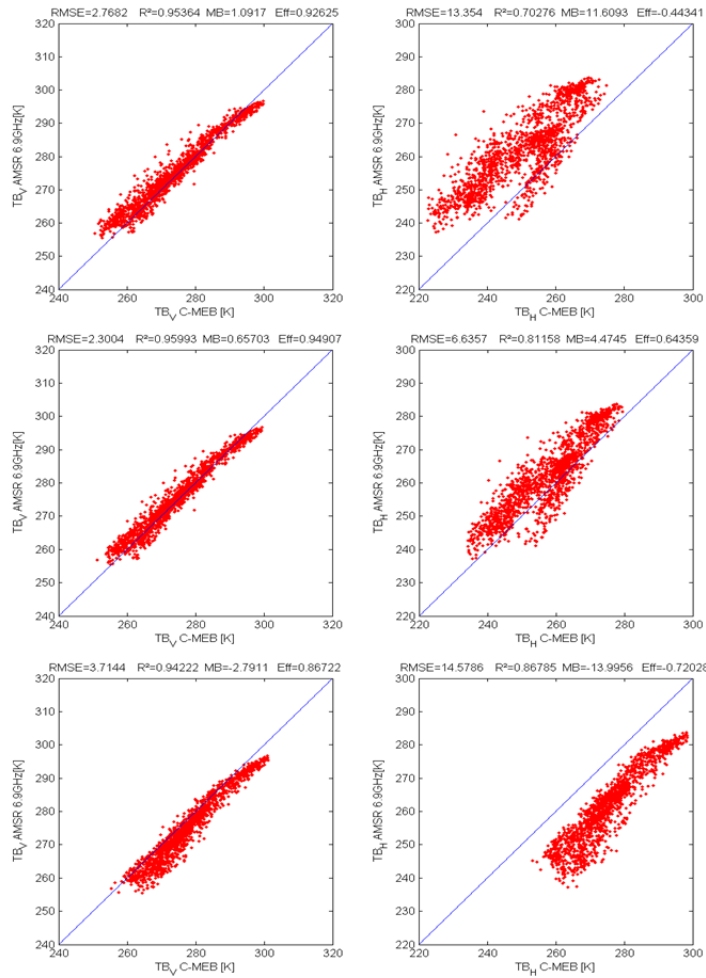 RMSE=2.7682 R²=0.95364 MB=1.0917 Eff=0.92625
320
310
300
290
280
270
260
250
240
TB_V AMSR 6.9GHz[K]
240 260 280 300 320
TB_V C-MEB [K]
RMSE=13.354 R²=0.70276 MB=11.6093 Eff=-0.44341
300
290
280
270
260
250
240
230
220
TB_H AMSR 6.9GHz[K]
220 240 260 280 300
TB_H C-MEB [K]
RMSE=2.3004 R²=0.95993 MB=0.65703 Eff=0.94907
320
310
300
290
280
270
260
250
240
TB_V AMSR 6.9GHz[K]
240 260 280 300 320
TB_V C-MEB [K]
RMSE=6.6357 R²=0.81158 MB=4.4745 Eff=0.64359
300
290
280
270
260
250
240
230
220
TB_H AMSR 6.9GHz[K]
220 240 260 280 300
TB_H C-MEB [K]
RMSE=3.7144 R²=0.94222 MB=-2.7911 Eff=0.86722
320
310
300
290
280
270
260
250
240
TB_V AMSR 6.9GHz[K]
240 260 280 300 320
TB_V C-MEB [K]
RMSE=14.5786 R²=0.86785 MB=-13.9956 Eff=-0.72028
300
290
280
270
260
250
240
230
220
TB_H AMSR 6.9GHz[K]
220 240 260 280 300
TB_H C-MEB [K]